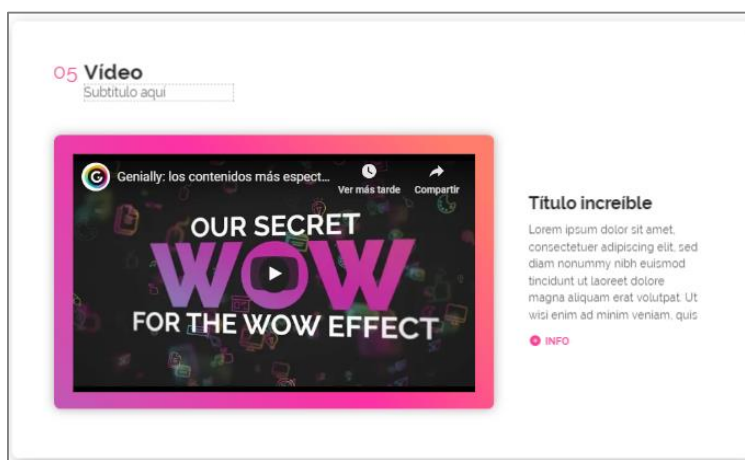 05 Vídeo
Subtítulo aquí
Genially: los contenidos más espect...
Ver más tarde
Compartir
OUR SECRET
WOW
FOR THE WOW EFFECT
Título increíble
Lorem ipsum dolor sit amet,
consectetuer adipiscing elit, sed
diam nonummy nibh euismod
tincidunt ut laoreet dolore
magna aliquam erat volutpat. Ut
wisi enim ad minim veniam, quis
INFO